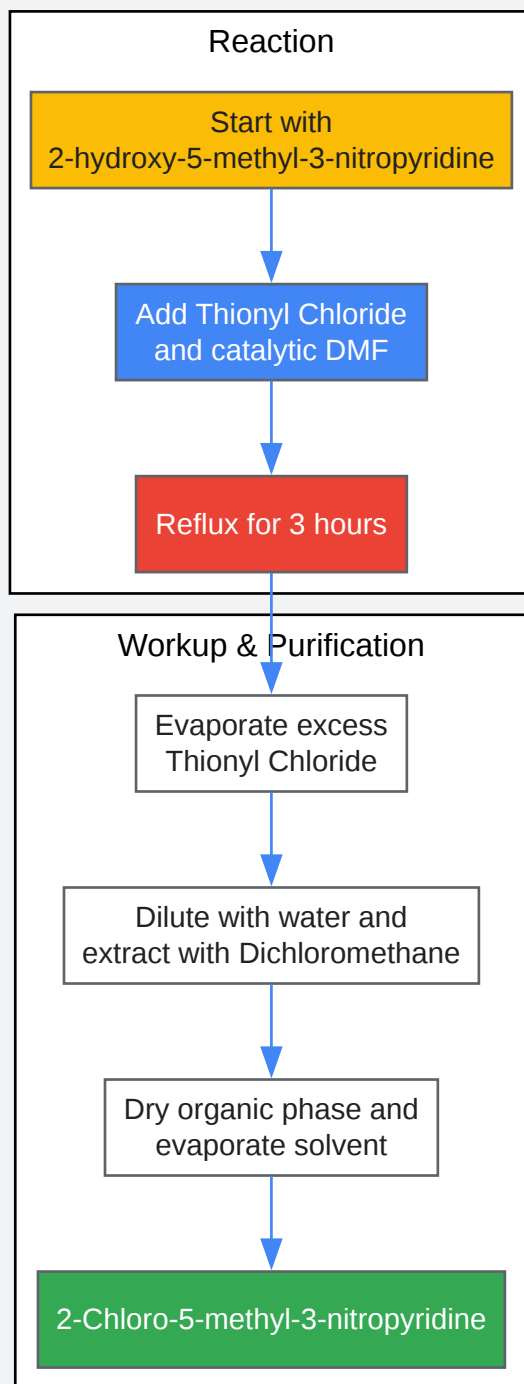 Reaction
Start with
2-hydroxy-5-methyl-3-nitropyridine
Add Thionyl Chloride
and catalytic DMF
Reflux for 3 hours
Workup & Purification
Evaporate excess
Thionyl Chloride
Dilute with water and
extract with Dichloromethane
Dry organic phase and
evaporate solvent
2-Chloro-5-methyl-3-nitropyridine